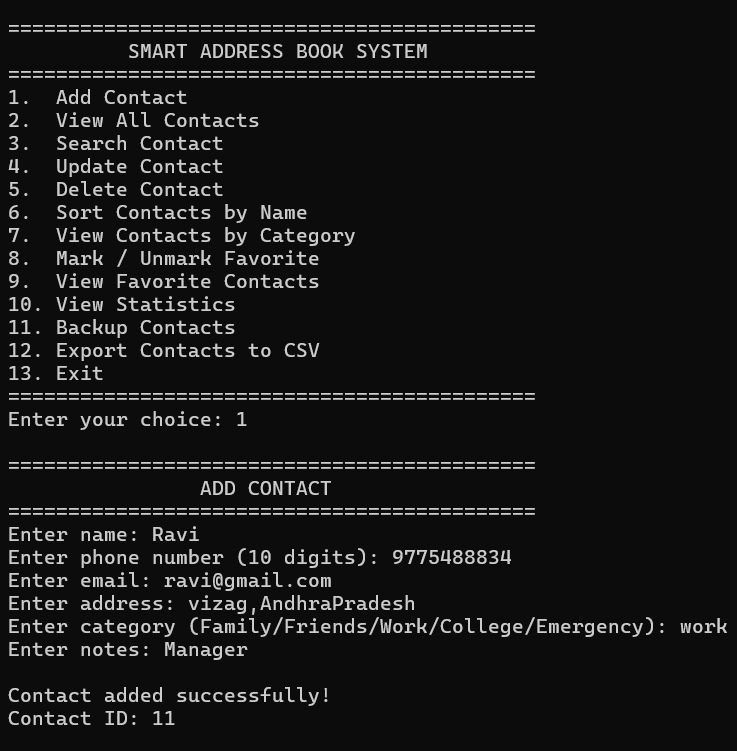 ============================================
          SMART ADDRESS BOOK SYSTEM
============================================
1.  Add Contact
2.  View All Contacts
3.  Search Contact
4.  Update Contact
5.  Delete Contact
6.  Sort Contacts by Name
7.  View Contacts by Category
8.  Mark / Unmark Favorite
9.  View Favorite Contacts
10. View Statistics
11. Backup Contacts
12. Export Contacts to CSV
13. Exit
============================================
Enter your choice: 1

============================================
                ADD CONTACT
============================================
Enter name: Ravi
Enter phone number (10 digits): 9775488834
Enter email: ravi@gmail.com
Enter address: vizag,AndhraPradesh
Enter category (Family/Friends/Work/College/Emergency): work
Enter notes: Manager

Contact added successfully!
Contact ID: 11